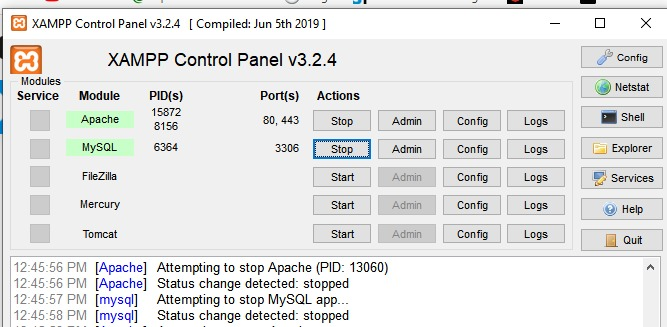 XAMPP Control Panel v3.2.4 [ Compiled: Jun 5th 2019 ]
XAMPP Control Panel v3.2.4
Config
Modules
Service Module PID(s) Port(s) Actions
Netstat
Apache 15872 8156 80, 443 Stop Admin Config Logs
Shell
MySQL 6364 3306 Stop Admin Config Logs
Explorer
FileZilla Start Admin Config Logs
Services
Mercury Start Admin Config Logs
Help
Tomcat Start Admin Config Logs
Quit
12:45:56 PM [Apache] Attempting to stop Apache (PID: 13060)
12:45:56 PM [Apache] Status change detected: stopped
12:45:57 PM [mysql] Attempting to stop MySQL app...
12:45:58 PM [mysql] Status change detected: stopped